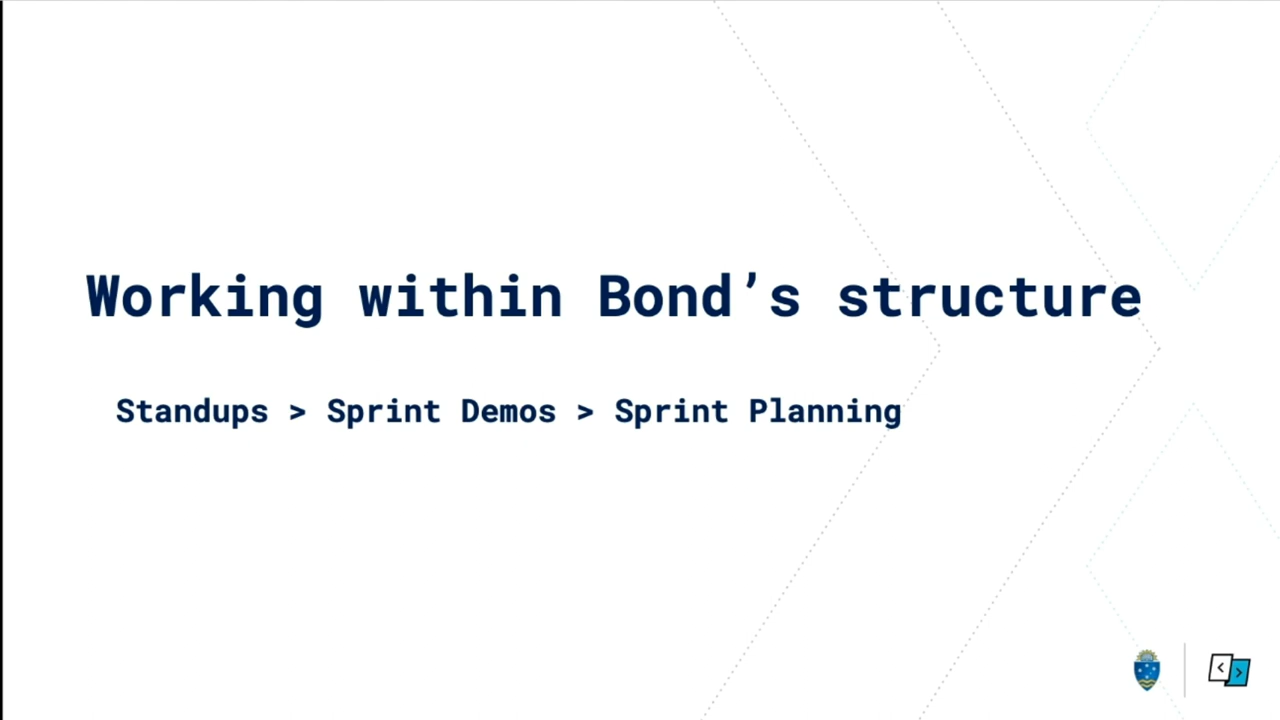 Working within Bond’s structure
Standups > Sprint Demos > Sprint Planning